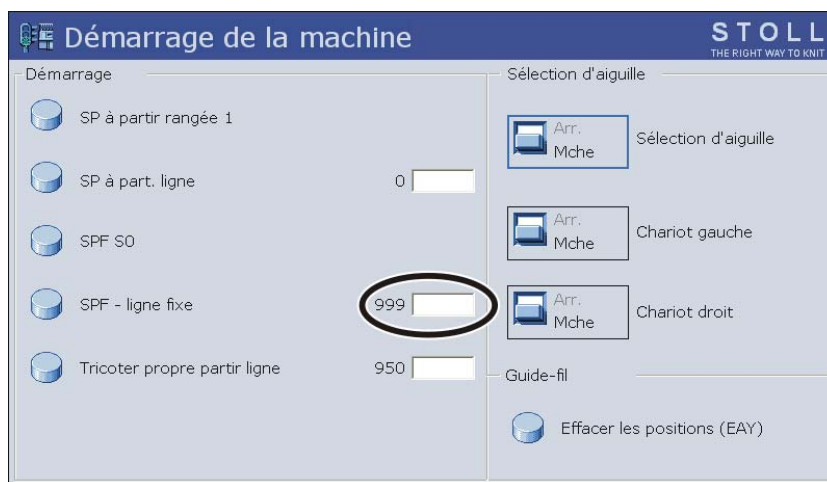 Démarrage de la machine
STOLL
THE RIGHT WAY TO KNIT
Démarrage
SP à partir rangée 1
SP à part. ligne 0
SPF S0
SPF - ligne fixe 999
Tricoter propre partir ligne 950
Sélection d'aiguille
Arr.
Mche
Sélection d'aiguille
Arr.
Mche
Chariot gauche
Arr.
Mche
Chariot droit
Guide-fil
Effacer les positions (EAY)